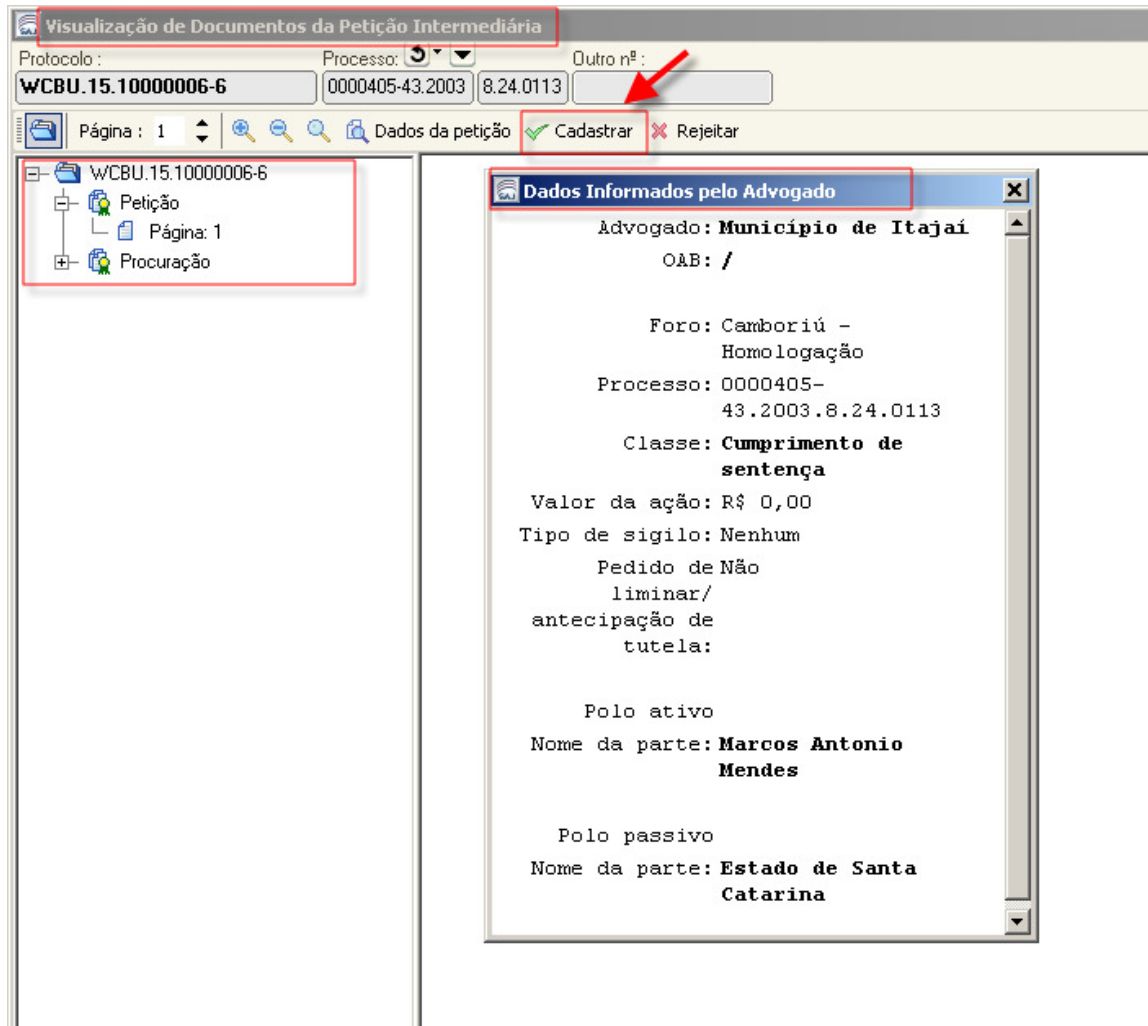 Visualização de Documentos da Petição Intermediária
Protocolo : Processo: Outro nº :
WCBU.15.10000006-6 0000405-43.2003 8.24.0113
Página : 1 Dados da petição Cadastrar Rejeitar
WCBU.15.10000006-6
Petição
Página: 1
Procuração
Dados Informados pelo Advogado
Advogado: Município de Itajaí
OAB: /
Foro: Camboriú -
Homologação
Processo: 0000405-
43.2003.8.24.0113
Classe: Cumprimento de
sentença
Valor da ação: R$ 0,00
Tipo de sigilo: Nenhum
Pedido de Não
liminar/
antecipação de
tutela:
Polo ativo
Nome da parte: Marcos Antonio
Mendes
Polo passivo
Nome da parte: Estado de Santa
Catarina